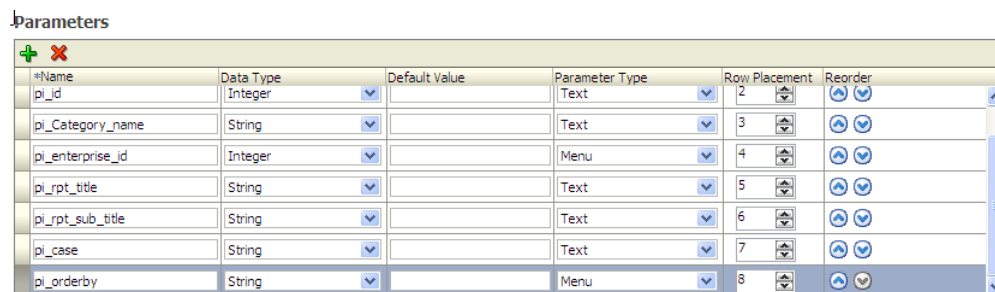 Parameters
*Name Data Type Default Value Parameter Type Row Placement Reorder
pi_id Integer Text 2
pi_Category_name String Text 3
pi_enterprise_id Integer Menu 4
pi_rpt_title String Text 5
pi_rpt_sub_title String Text 6
pi_case String Text 7
pi_orderby String Menu 8